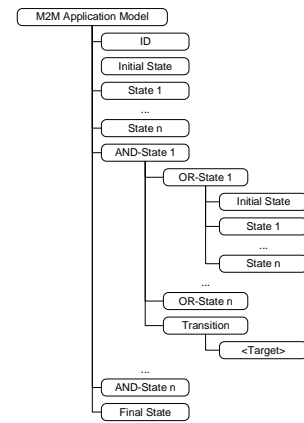 M2M Application Model
ID
Initial State
State 1
...
State n
AND-State 1
OR-State 1
Initial State
State 1
...
State n
...
OR-State n
Transition
<Target>
...
AND-State n
Final State